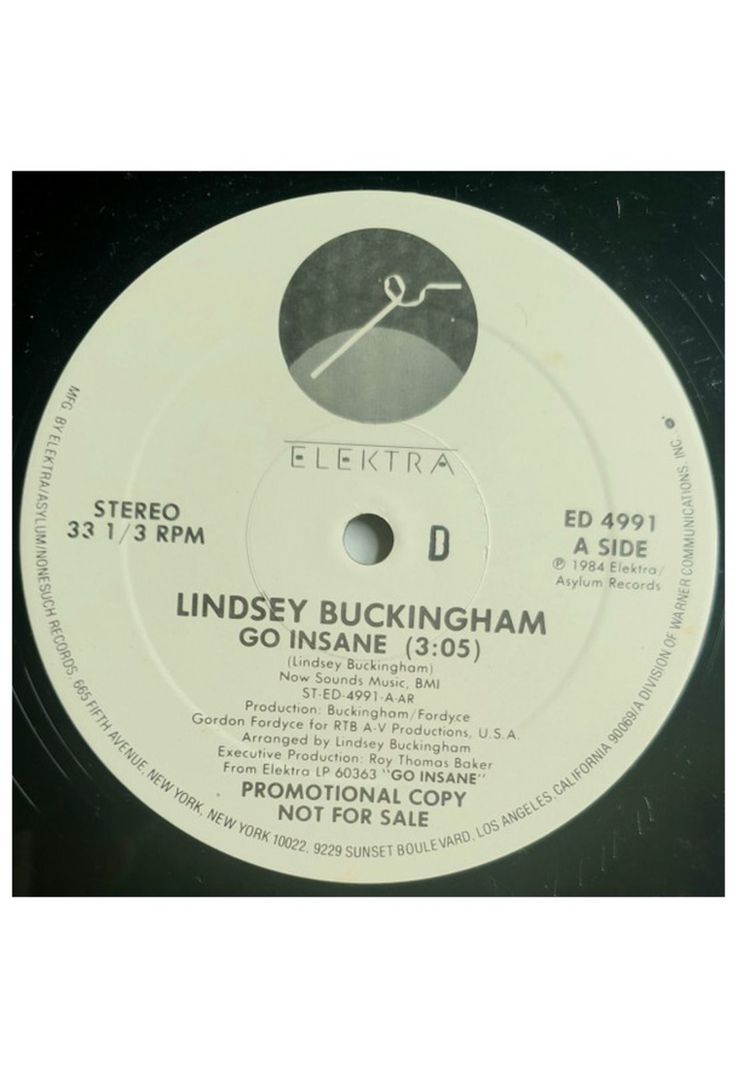 ELEKTRA
STEREO
33 1/3 RPM
D
ED 4991
A SIDE
Ⓟ 1984 Elektra/
Asylum Records
LINDSEY BUCKINGHAM
GO INSANE (3:05)
(Lindsey Buckingham)
Now Sounds Music, BMI
ST-ED-4991-A-AR
Production: Buckingham/Fordyce
Gordon Fordyce for RTB A-V Productions, U.S.A.
Arranged by Lindsey Buckingham
Executive Production: Roy Thomas Baker
From Elektra LP 60363 "GO INSANE"
PROMOTIONAL COPY
NOT FOR SALE
MFG. BY ELEKTRA/ASYLUM/NONESUCH RECORDS, 665 FIFTH AVENUE, NEW YORK, NEW YORK 10022. 9229 SUNSET BOULEVARD, LOS ANGELES, CALIFORNIA 90069/A DIVISION OF WARNER COMMUNICATIONS INC.